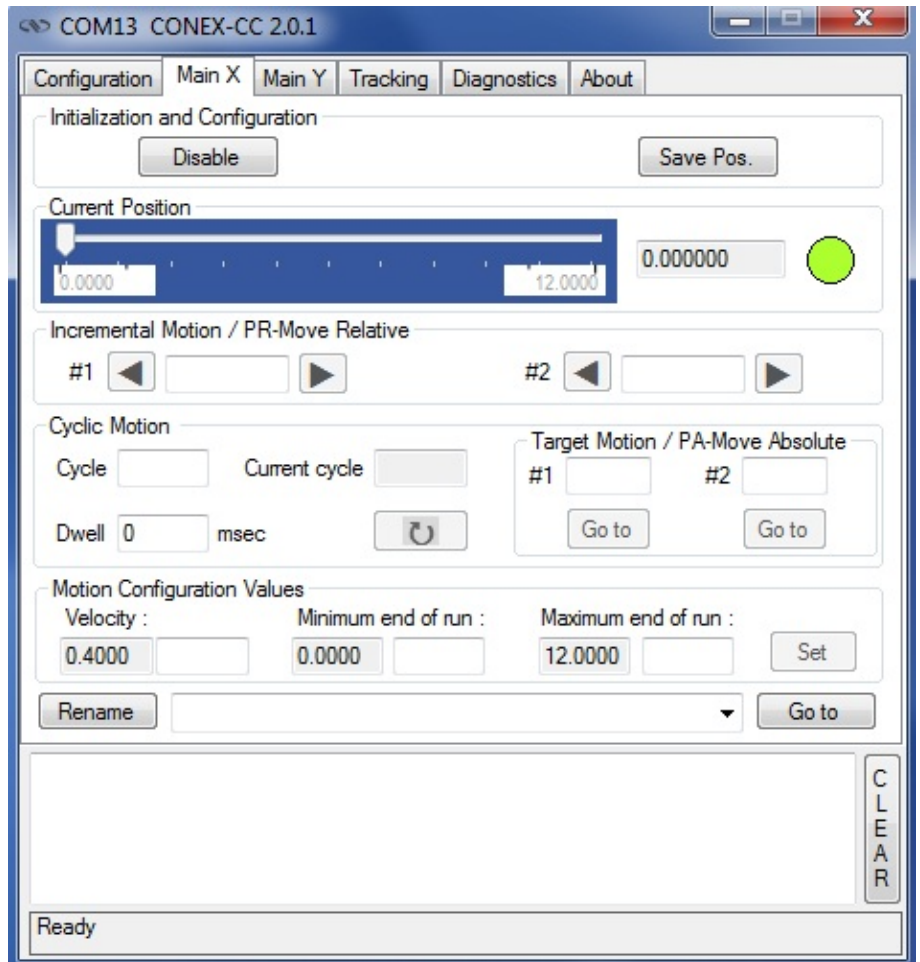 COM13 CONEX-CC 2.0.1
Configuration Main X Main Y Tracking Diagnostics About
Initialization and Configuration
Disable Save Pos.
Current Position
0.000000
0.0000 12.0000
Incremental Motion / PR-Move Relative
#1 #2
Cyclic Motion
Cycle Current cycle
Dwell 0 msec
Target Motion / PA-Move Absolute
#1 #2
Go to Go to
Motion Configuration Values
Velocity : Minimum end of run : Maximum end of run :
0.4000 0.0000 12.0000 Set
Rename Go to
CLEAR
Ready